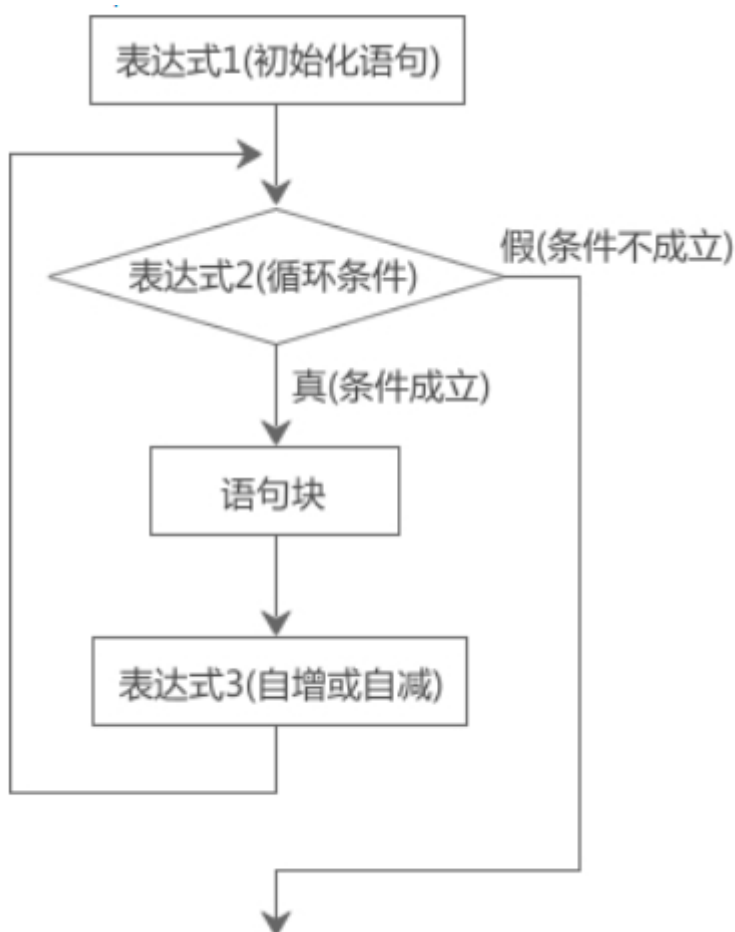 表达式1(初始化语句)
假(条件不成立)
表达式2(循环条件)
真(条件成立)
语句块
表达式3(自增或自减)